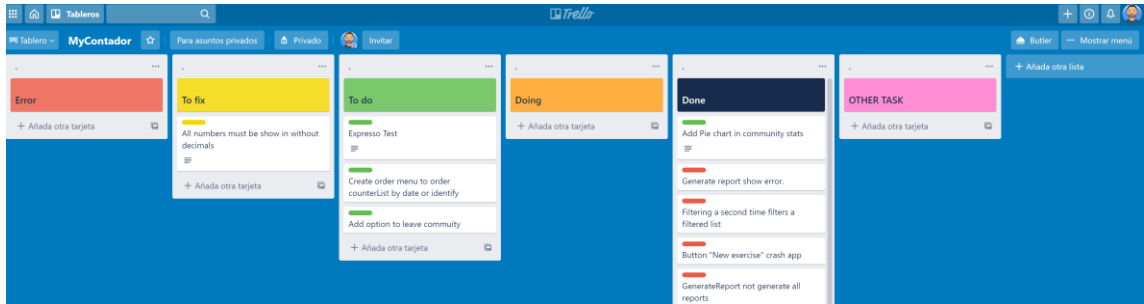 Tableros
Trello
Tablero
MyContador
Para asuntos privados
Privado
Invitar
Butler
... Mostrar menú
Error
+ Añada otra tarjeta
To fix
All numbers must be show in without
decimals
+ Añada otra tarjeta
To do
Expresso Test
Create order menu to order
counterList by date or identify
Add option to leave commuity
+ Añada otra tarjeta
Doing
+ Añada otra tarjeta
Done
Add Pie chart in community stats
Generate report show error.
Filtering a second time filters a
filtered list
Button "New exercise" crash app
GenerateReport not generate all
reports
OTHER TASK
+ Añada otra tarjeta
+ Añada otra lista